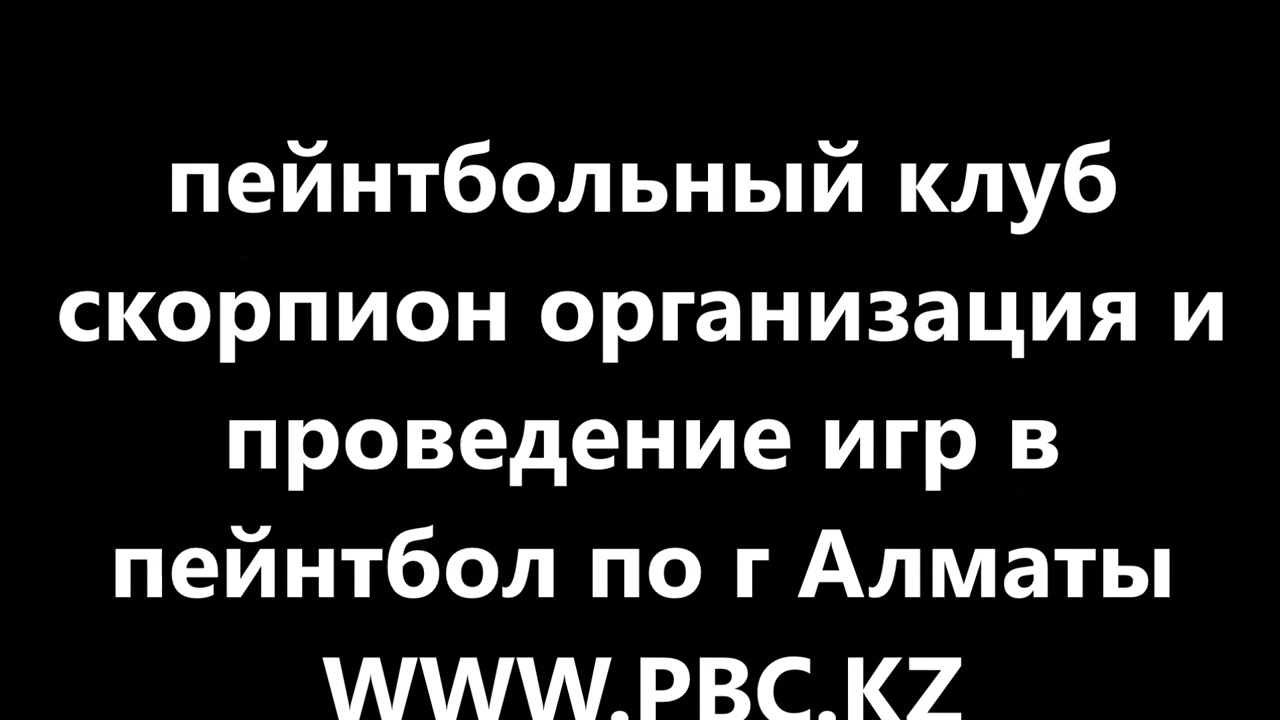 пейнтбольный клуб
скорпион организация и
проведение игр в
пейнтбол по г Алматы
WWW.PBC.KZ